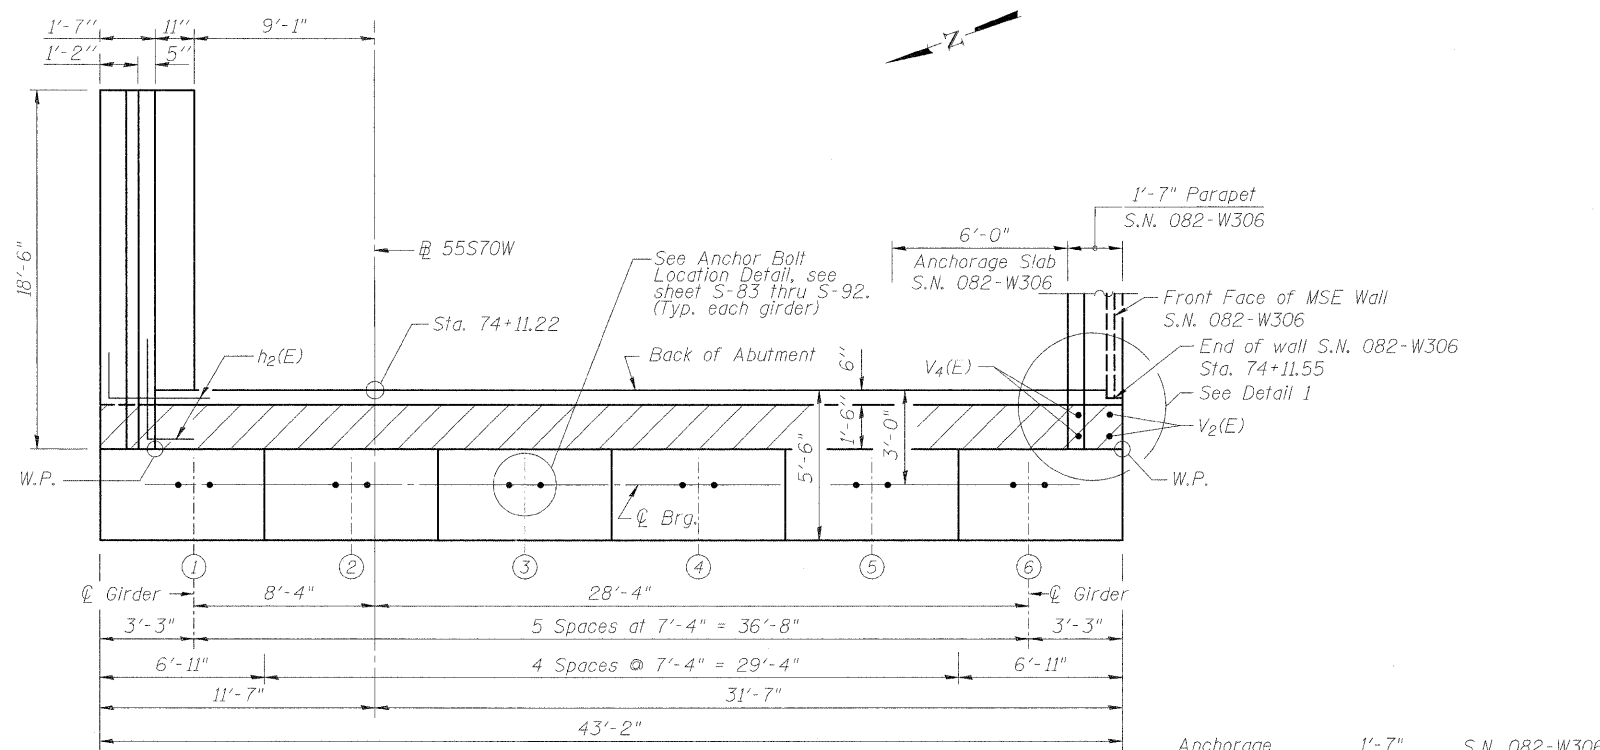 1'-7" 11" 9'-1"
1'-2" 5"
N
18'-6"
℄ 55S70W
Sta. 74+11.22
h2(E)
See Anchor Bolt
Location Detail, see
sheet S-83 thru S-92.
(Typ. each girder)
Back of Abutment
6"
1'-6"
5'-6"
3'-0"
1'-7" Parapet
S.N. 082-W306
6'-0"
Anchorage Slab
S.N. 082-W306
Front Face of MSE Wall
S.N. 082-W306
End of wall S.N. 082-W306
Sta. 74+11.55
See Detail 1
V4(E)
V2(E)
W.P.
W.P.
℄ Brg.
1 2 3 4 5 6
℄ Girder 8'-4" 28'-4" ℄ Girder
3'-3" 5 Spaces at 7'-4" = 36'-8" 3'-3"
6'-11" 4 Spaces @ 7'-4" = 29'-4" 6'-11"
11'-7" 31'-7"
43'-2"
Anchorage 1'-7" S.N. 082-W306